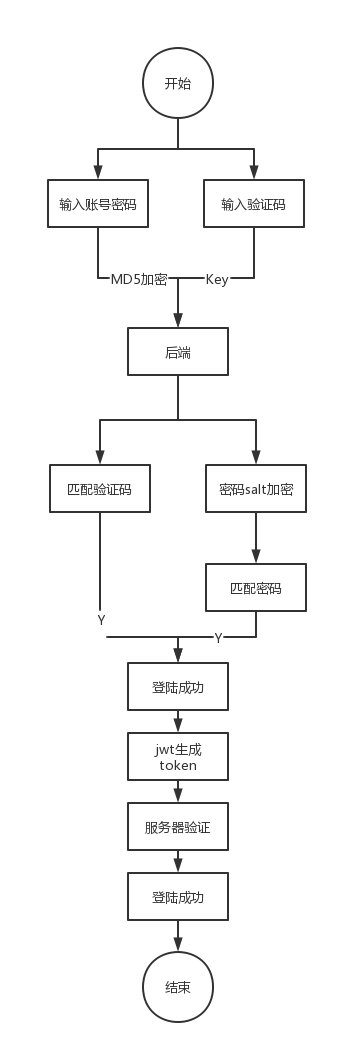 开始
输入账号密码
输入验证码
MD5加密
Key
后端
匹配验证码
密码salt加密
匹配密码
Y
Y
登陆成功
jwt生成
token
服务器验证
登陆成功
结束